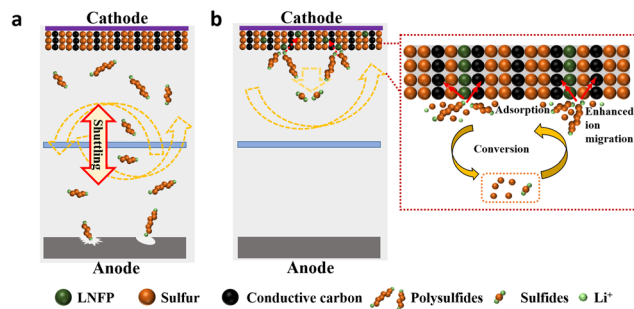 a
Cathode
Shuttling
Anode
b
Cathode
Anode
Adsorption
Enhanced
ion
migration
Conversion
LNFP
Sulfur
Conductive carbon
Polysulfides
Sulfides
Li⁺